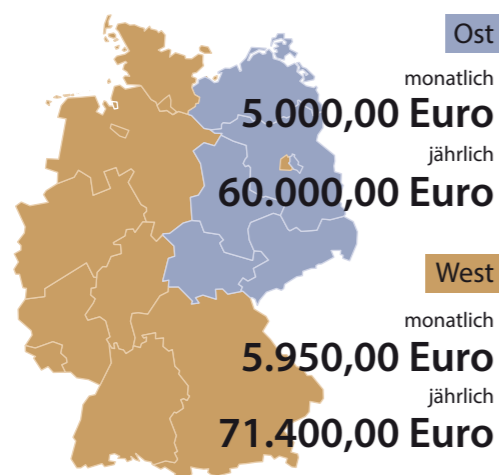 Ost
monatlich
5.000,00 Euro
jährlich
60.000,00 Euro
West
monatlich
5.950,00 Euro
jährlich
71.400,00 Euro